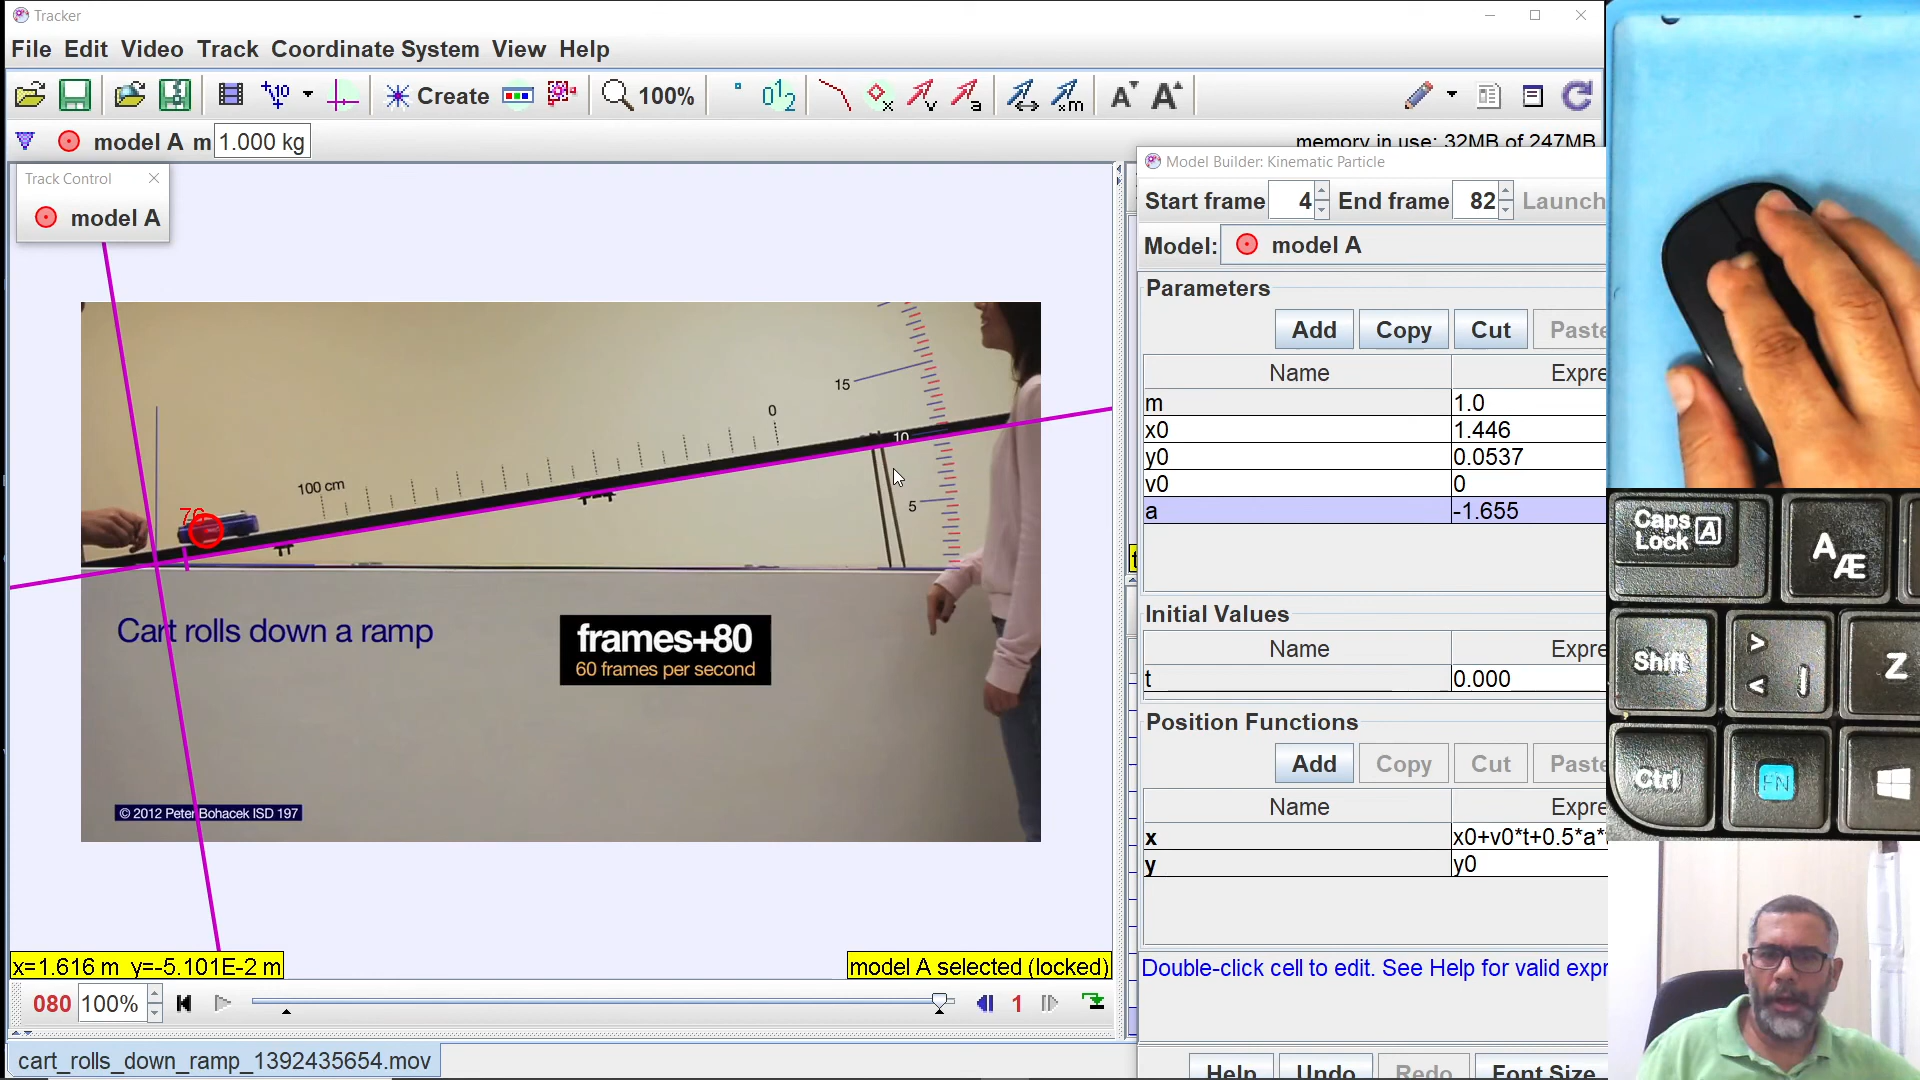 Tracker
File Edit Video Track Coordinate System View Help
Create
100%
model A m 1.000 kg
memory in use: 32MB of 247MB
Track Control
model A
15
0
10
100 cm
5
76
Cart rolls down a ramp
frames+80
60 frames per second
© 2012 Peter Bohacek ISD 197
x=1.616 m y=-5.101E-2 m
model A selected (locked)
080 100%
1
cart_rolls_down_ramp_1392435654.mov
Model Builder: Kinematic Particle
Start frame 4 End frame 82 Launch
Model: model A
Parameters
Add Copy Cut Paste
Name Expre
m 1.0
x0 1.446
y0 0.0537
v0 0
a -1.655
Initial Values
Name Expre
t 0.000
Position Functions
Add Copy Cut Paste
Name Expre
x x0+v0*t+0.5*a*
y y0
Double-click cell to edit. See Help for valid expr
Help Undo Redo Font Size
Caps Lock A
A Æ
Shift > < | Z
Ctrl FN